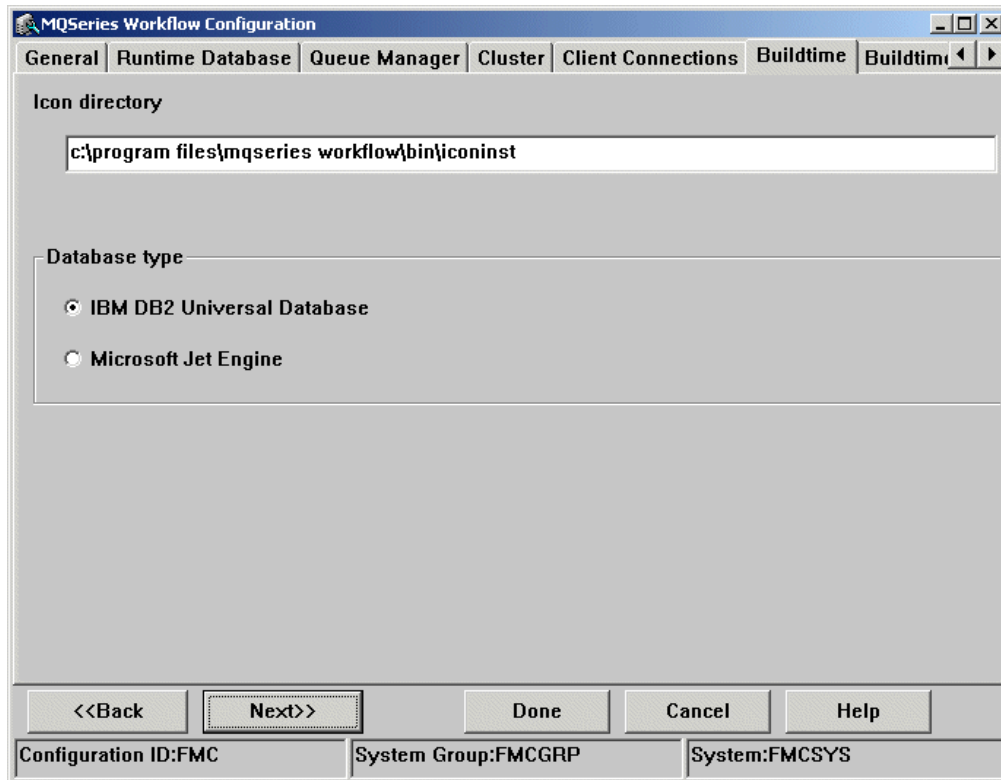 MQSeries Workflow Configuration
General Runtime Database Queue Manager Cluster Client Connections Buildtime Buildtim
Icon directory
c:\program files\mqseries workflow\bin\iconinst
Database type
IBM DB2 Universal Database
Microsoft Jet Engine
<<Back Next>> Done Cancel Help
Configuration ID:FMC System Group:FMCGRP System:FMCSYS